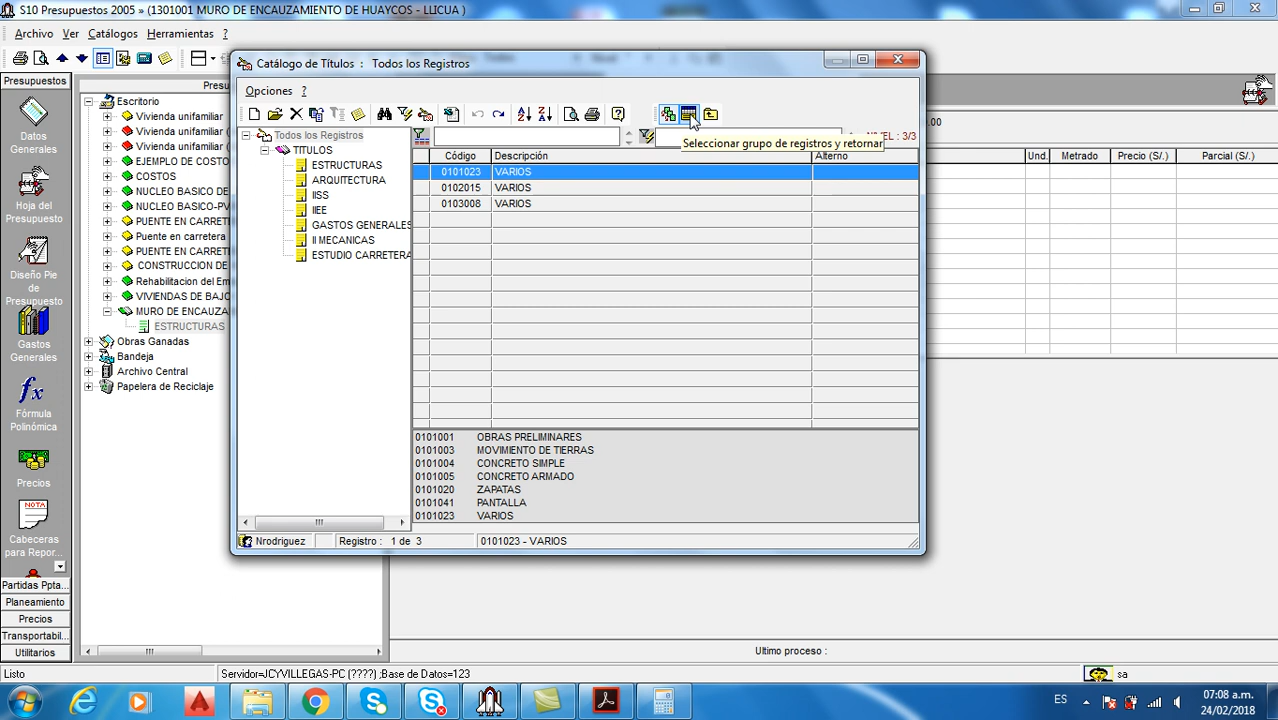 S10 Presupuestos 2005 » (1301001 MURO DE ENCAUZAMIENTO DE HUAYCOS - LLICUA )
Archivo Ver Catálogos Herramientas ?
Presupuestos
Datos Generales
Hoja del Presupuesto
Diseño Pie de Presupuesto
Gastos Generales
fx
Fórmula Polinómica
Precios
NOTA
Cabeceras para Repor...
Partidas Ppta...
Planeamiento
Precios
Transportabil...
Utilitarios
Presu
Escritorio
Vivienda unifamiliar
Vivienda unifamiliar
Vivienda unifamiliar (
EJEMPLO DE COSTO
COSTOS
NUCLEO BASICO DE
NUCLEO BASICO-PV
PUENTE EN CARRETE
Puente en carretera
PUENTE EN CARRETE
CONSTRUCCION DE
Rehabilitacion del Em
VIVIENDAS DE BAJO
MURO DE ENCAUZA
ESTRUCTURAS
Obras Ganadas
Bandeja
Archivo Central
Papelera de Reciclaje
Catálogo de Títulos : Todos los Registros
Opciones ?
Seleccionar grupo de registros y retornar
NIVEL : 3/3
Todos los Registros
TITULOS
ESTRUCTURAS
ARQUITECTURA
IISS
IIEE
GASTOS GENERALES
II MECANICAS
ESTUDIO CARRETERA
Código Descripción Alterno
0101023 VARIOS
0102015 VARIOS
0103008 VARIOS
0101001 OBRAS PRELIMINARES
0101003 MOVIMIENTO DE TIERRAS
0101004 CONCRETO SIMPLE
0101005 CONCRETO ARMADO
0101020 ZAPATAS
0101041 PANTALLA
0101023 VARIOS
Nrodriguez Registro : 1 de 3 0101023 - VARIOS
.00
Und. Metrado Precio (S/.) Parcial (S/.)
Ultimo proceso :
Listo Servidor=JCYVILLEGAS-PC (????) ;Base de Datos=123 sa
ES
07:08 a.m.
24/02/2018